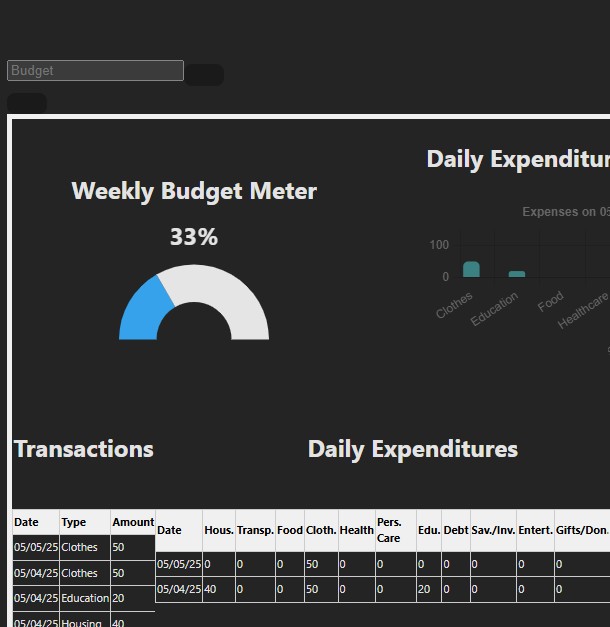 Budget
Daily Expenditur
Weekly Budget Meter
Expenses on 05
33%
100
0
Clothes
Education
Food
Healthcare
Transactions
Daily Expenditures
Date Type Amount
05/05/25 Clothes 50
05/04/25 Clothes 50
05/04/25 Education 20
05/04/25 Housing 40
Date Hous. Transp. Food Cloth. Health Pers. Care Edu. Debt Sav./Inv. Entert. Gifts/Don.
05/05/25 0 0 0 50 0 0 0 0 0 0 0
05/04/25 40 0 0 50 0 0 20 0 0 0 0